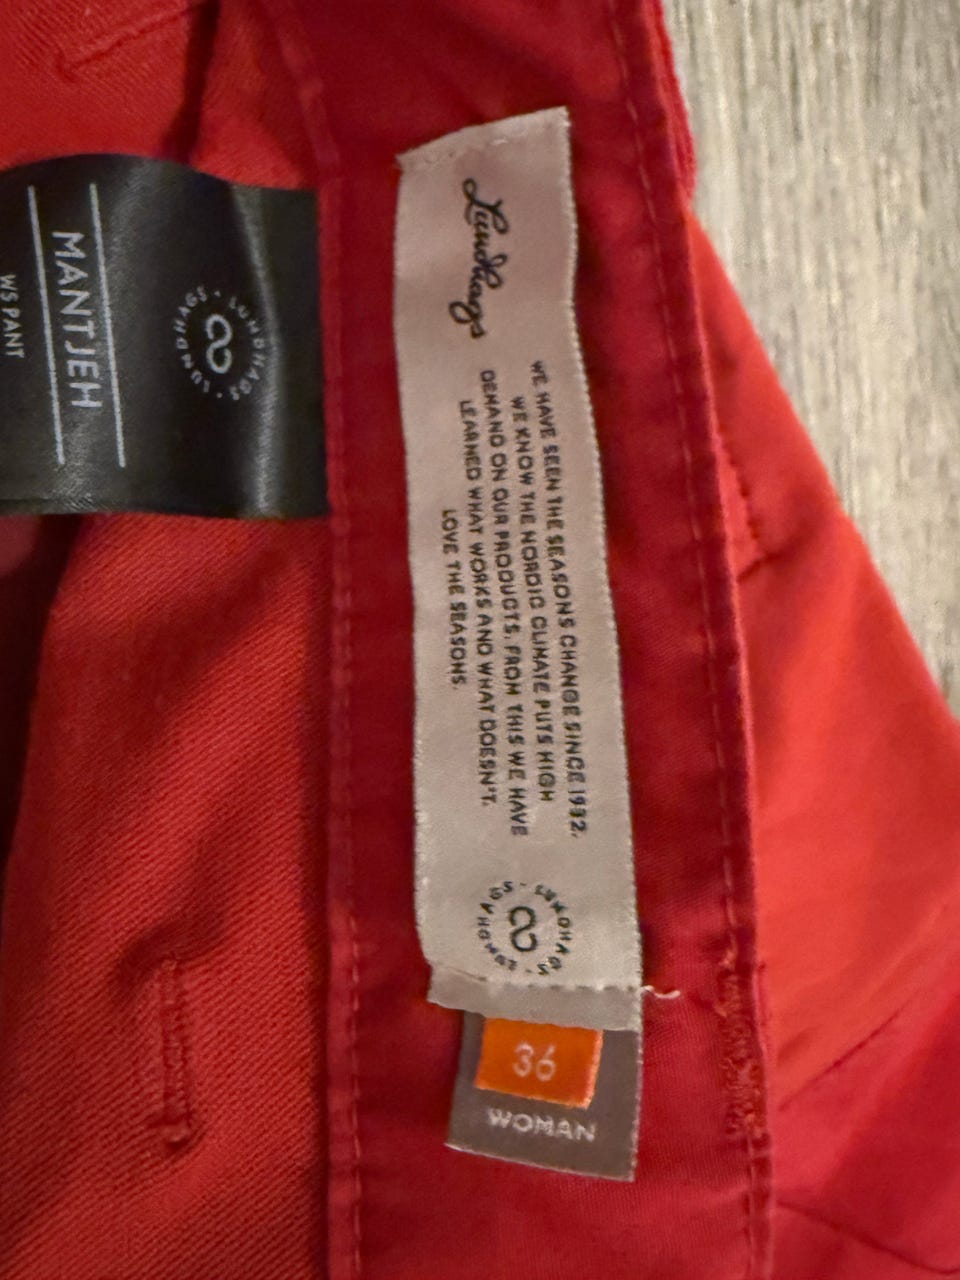 LUNDHAGS · LUNDHAGS ·
MANTJEH
WS PANT
Lundhags
WE HAVE SEEN THE SEASONS CHANGE SINCE 1932.
WE KNOW THE NORDIC CLIMATE PUTS HIGH
DEMAND ON OUR PRODUCTS. FROM THIS WE HAVE
LEARNED WHAT WORKS AND WHAT DOESN'T.
LOVE THE SEASONS.
LUNDHAGS · LUNDHAGS ·
36
WOMAN